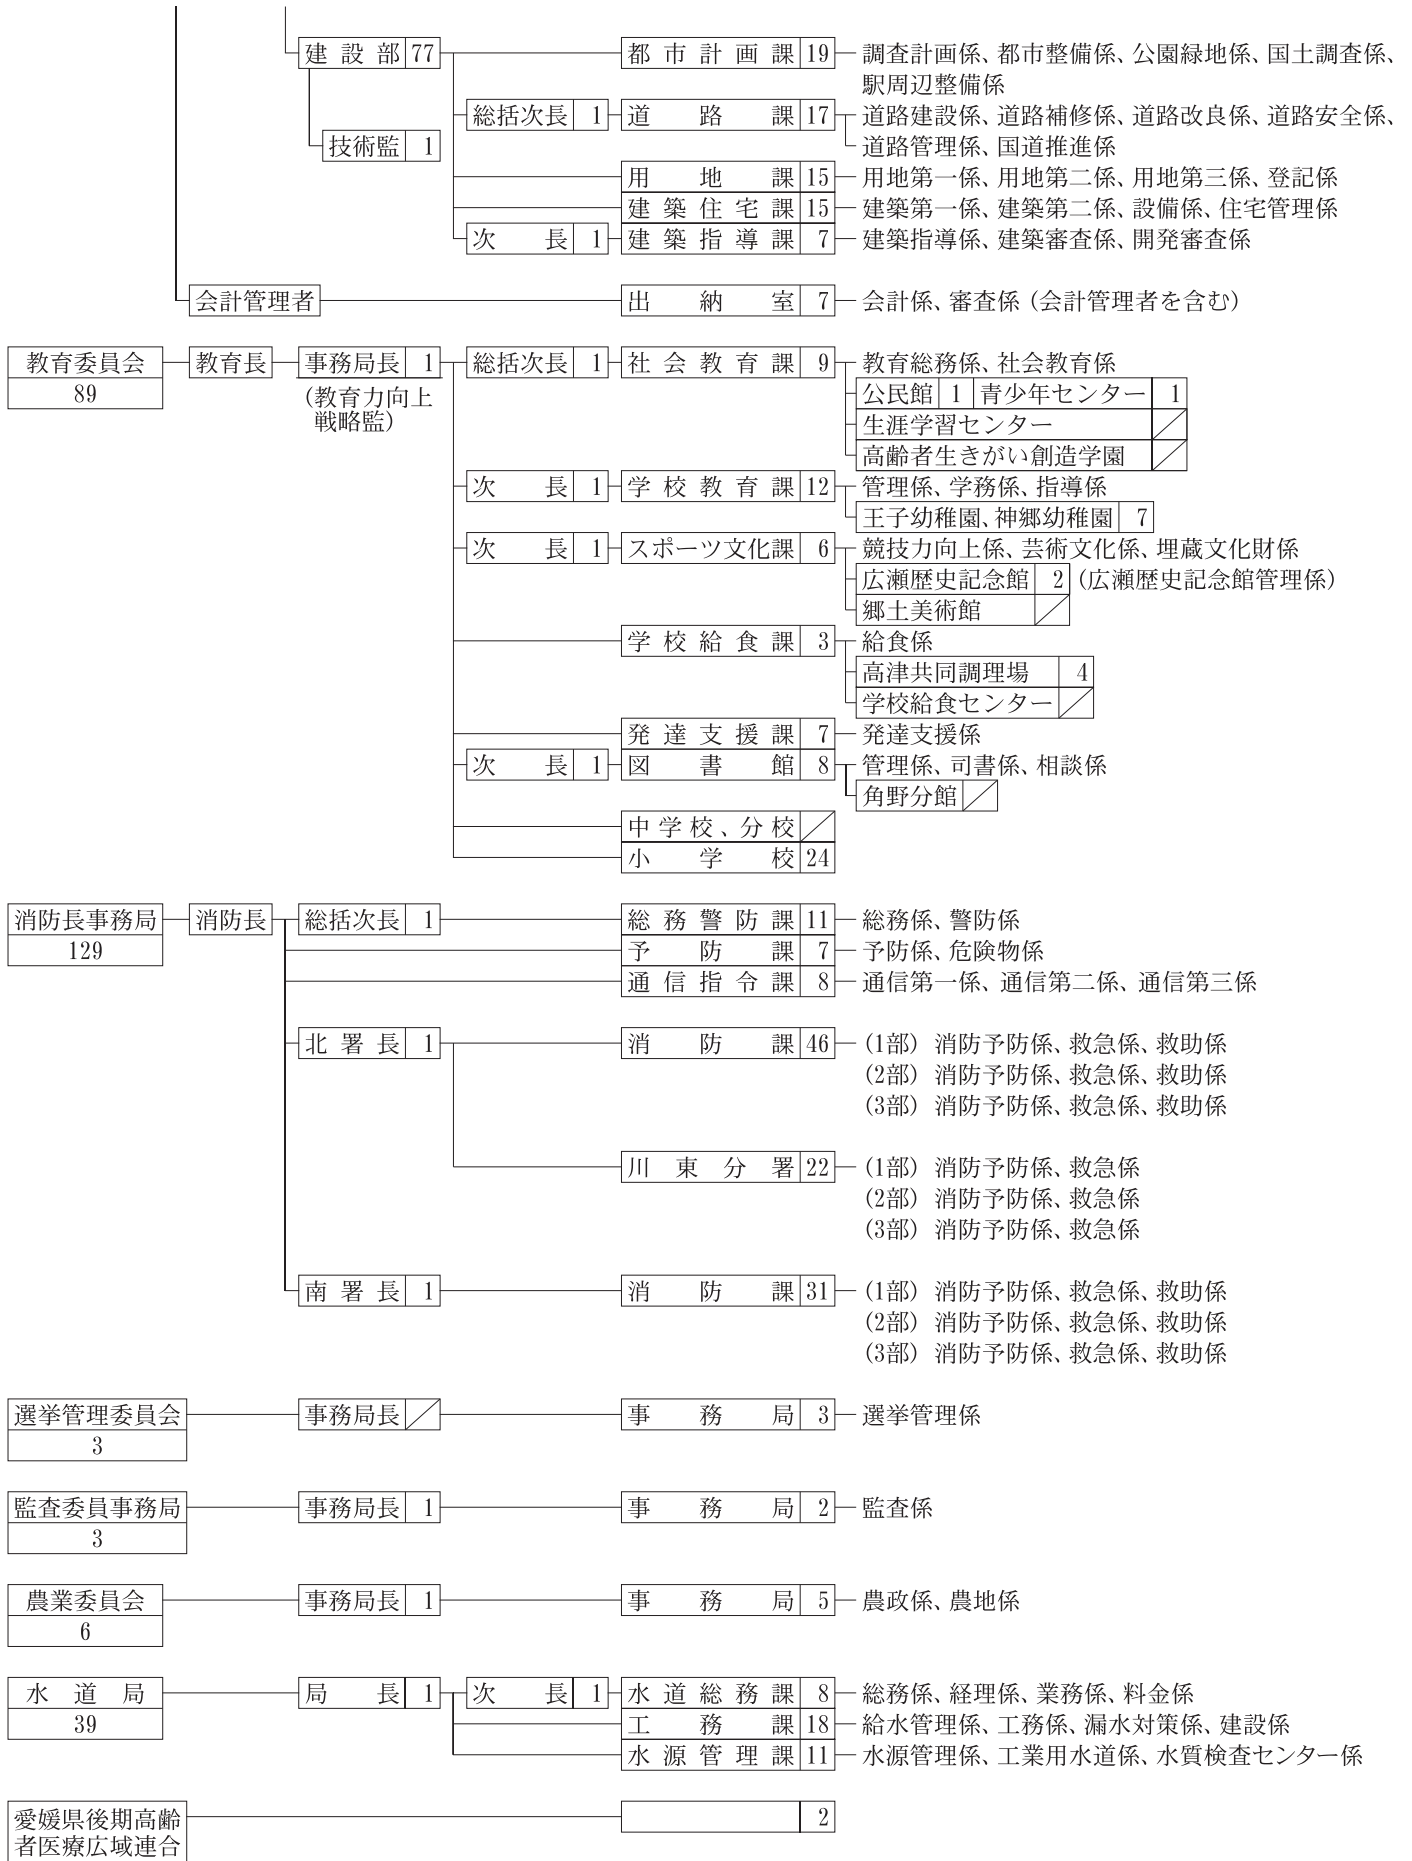 建設部 77 都市計画課 19 調査計画係、都市整備係、公園緑地係、国土調査係、
駅周辺整備係
総括次長 1 道路課 17 道路建設係、道路補修係、道路改良係、道路安全係、
技術監 1 道路管理係、国道推進係
用地課 15 用地第一係、用地第二係、用地第三係、登記係
建築住宅課 15 建築第一係、建築第二係、設備係、住宅管理係
次長 1 建築指導課 7 建築指導係、建築審査係、開発審査係
会計管理者 出納室 7 会計係、審査係（会計管理者を含む）
教育委員会 教育長 事務局長 1 総括次長 1 社会教育課 9 教育総務係、社会教育係
89 (教育力向上 公民館 1 青少年センター 1
戦略監) 生涯学習センター
高齢者生きがい創造学園
次長 1 学校教育課 12 管理係、学務係、指導係
王子幼稚園、神郷幼稚園 7
次長 1 スポーツ文化課 6 競技力向上係、芸術文化係、埋蔵文化財係
広瀬歴史記念館 2 (広瀬歴史記念館管理係)
郷土美術館
学校給食課 3 給食係
高津共同調理場 4
学校給食センター
発達支援課 7 発達支援係
次長 1 図書館 8 管理係、司書係、相談係
角野分館
中学校、分校
小学校 24
消防長事務局 消防長 総括次長 1 総務警防課 11 総務係、警防係
129 予防課 7 予防係、危険物係
通信指令課 8 通信第一係、通信第二係、通信第三係
北署長 1 消防課 46 (1部) 消防予防係、救急係、救助係
(2部) 消防予防係、救急係、救助係
(3部) 消防予防係、救急係、救助係
川東分署 22 (1部) 消防予防係、救急係
(2部) 消防予防係、救急係
(3部) 消防予防係、救急係
南署長 1 消防課 31 (1部) 消防予防係、救急係、救助係
(2部) 消防予防係、救急係、救助係
(3部) 消防予防係、救急係、救助係
選挙管理委員会 事務局長 事務局 3 選挙管理係
3
監査委員事務局 事務局長 1 事務局 2 監査係
3
農業委員会 事務局長 1 事務局 5 農政係、農地係
6
水道局 局長 1 次長 1 水道総務課 8 総務係、経理係、業務係、料金係
39 工務課 18 給水管理係、工務係、漏水対策係、建設係
水源管理課 11 水源管理係、工業用水道係、水質検査センター係
愛媛県後期高齢 2
者医療広域連合